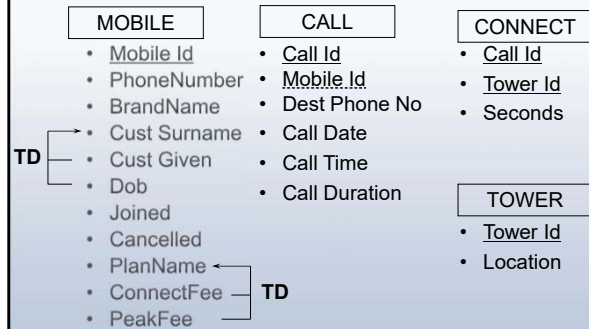 MOBILE
• Mobile Id
• PhoneNumber
• BrandName
• Cust Surname
• Cust Given
• Dob
• Joined
• Cancelled
• PlanName
• ConnectFee
• PeakFee
TD
TD
CALL
• Call Id
• Mobile Id
• Dest Phone No
• Call Date
• Call Time
• Call Duration
CONNECT
• Call Id
• Tower Id
• Seconds
TOWER
• Tower Id
• Location